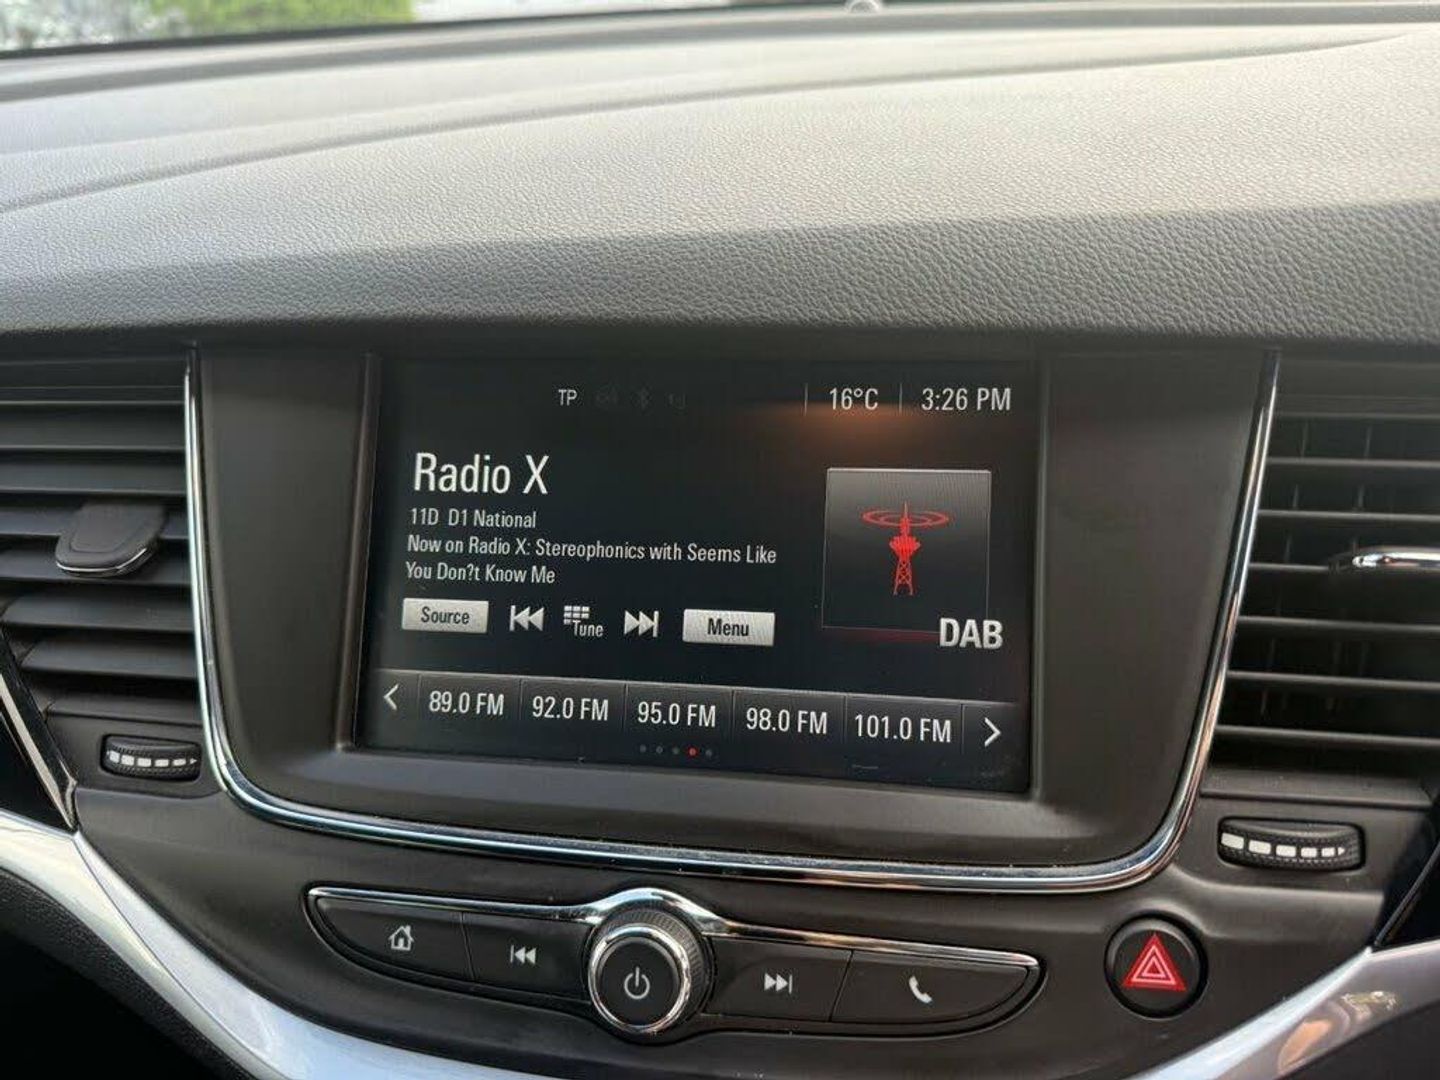 TP 16°C 3:26 PM
Radio X
11D D1 National
Now on Radio X: Stereophonics with Seems Like
You Don?t Know Me
Source Tune Menu
DAB
89.0 FM 92.0 FM 95.0 FM 98.0 FM 101.0 FM